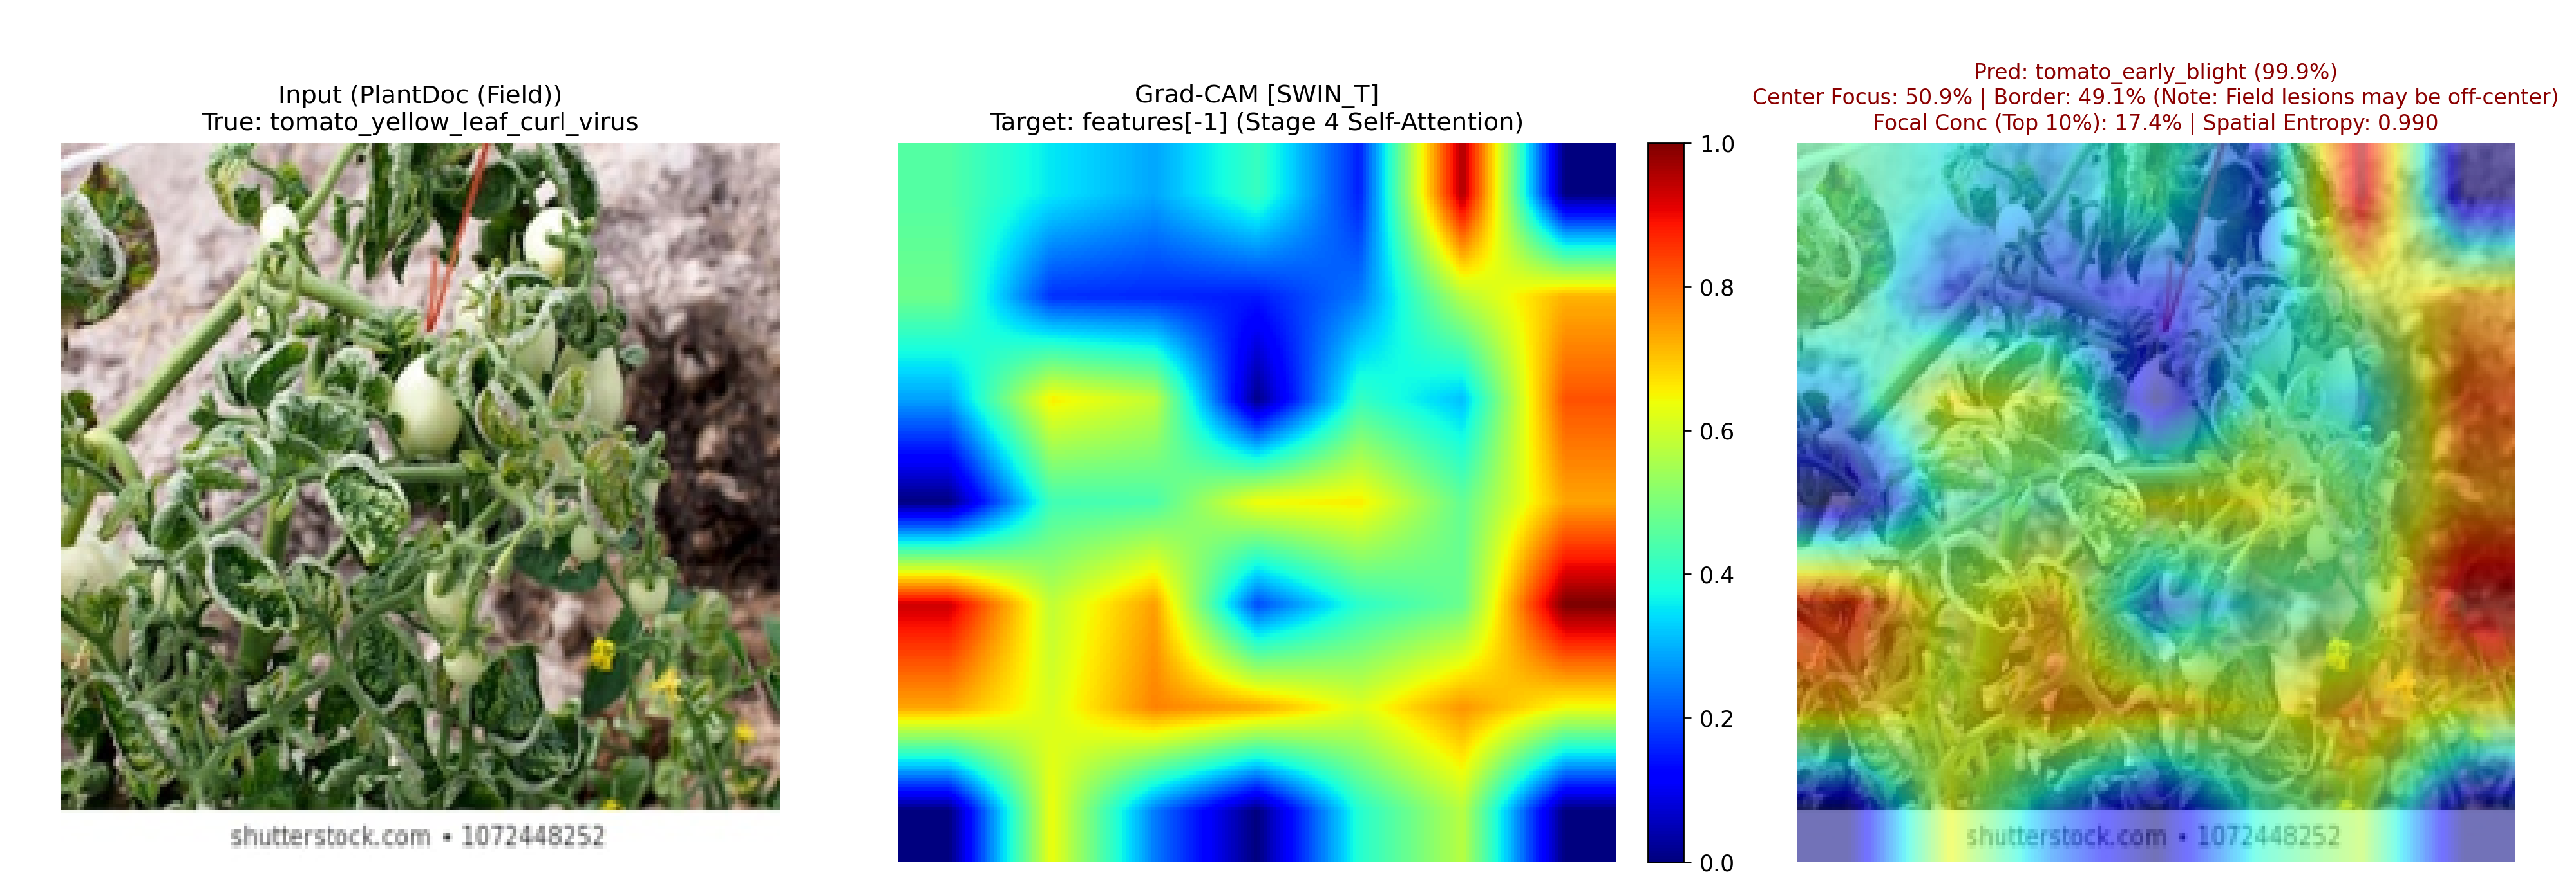 Input (PlantDoc (Field))
True: tomato_yellow_leaf_curl_virus
shutterstock.com • 1072448252
Grad-CAM [SWIN_T]
Target: features[-1] (Stage 4 Self-Attention)
1.0
0.8
0.6
0.4
0.2
0.0
Pred: tomato_early_blight (99.9%)
Center Focus: 50.9% | Border: 49.1% (Note: Field lesions may be off-center)
Focal Conc (Top 10%): 17.4% | Spatial Entropy: 0.990
shutterstock.com • 1072448252